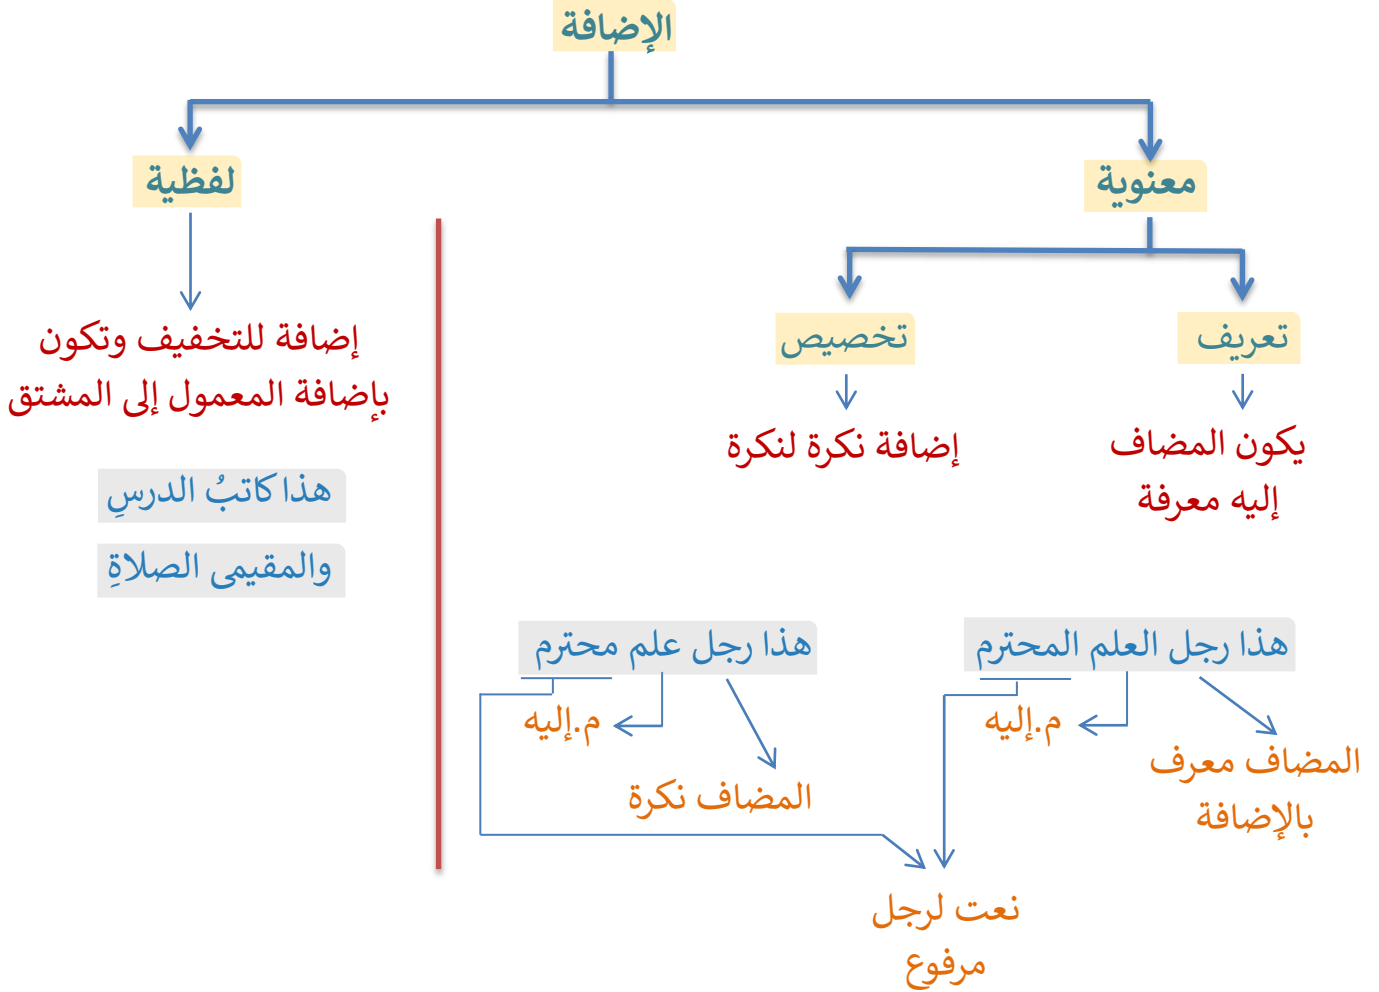 الإضافة
معنوية
لفظية
تعريف
تخصيص
يكون المضاف
إليه معرفة
إضافة نكرة لنكرة
إضافة للتخفيف وتكون
بإضافة المعمول إلى المشتق
هذا كاتبُ الدرسِ
والمقيمى الصلاةِ
هذا رجل العلم المحترم
هذا رجل علم محترم
م.إليه
م.إليه
المضاف معرف
بالإضافة
المضاف نكرة
نعت لرجل
مرفوع